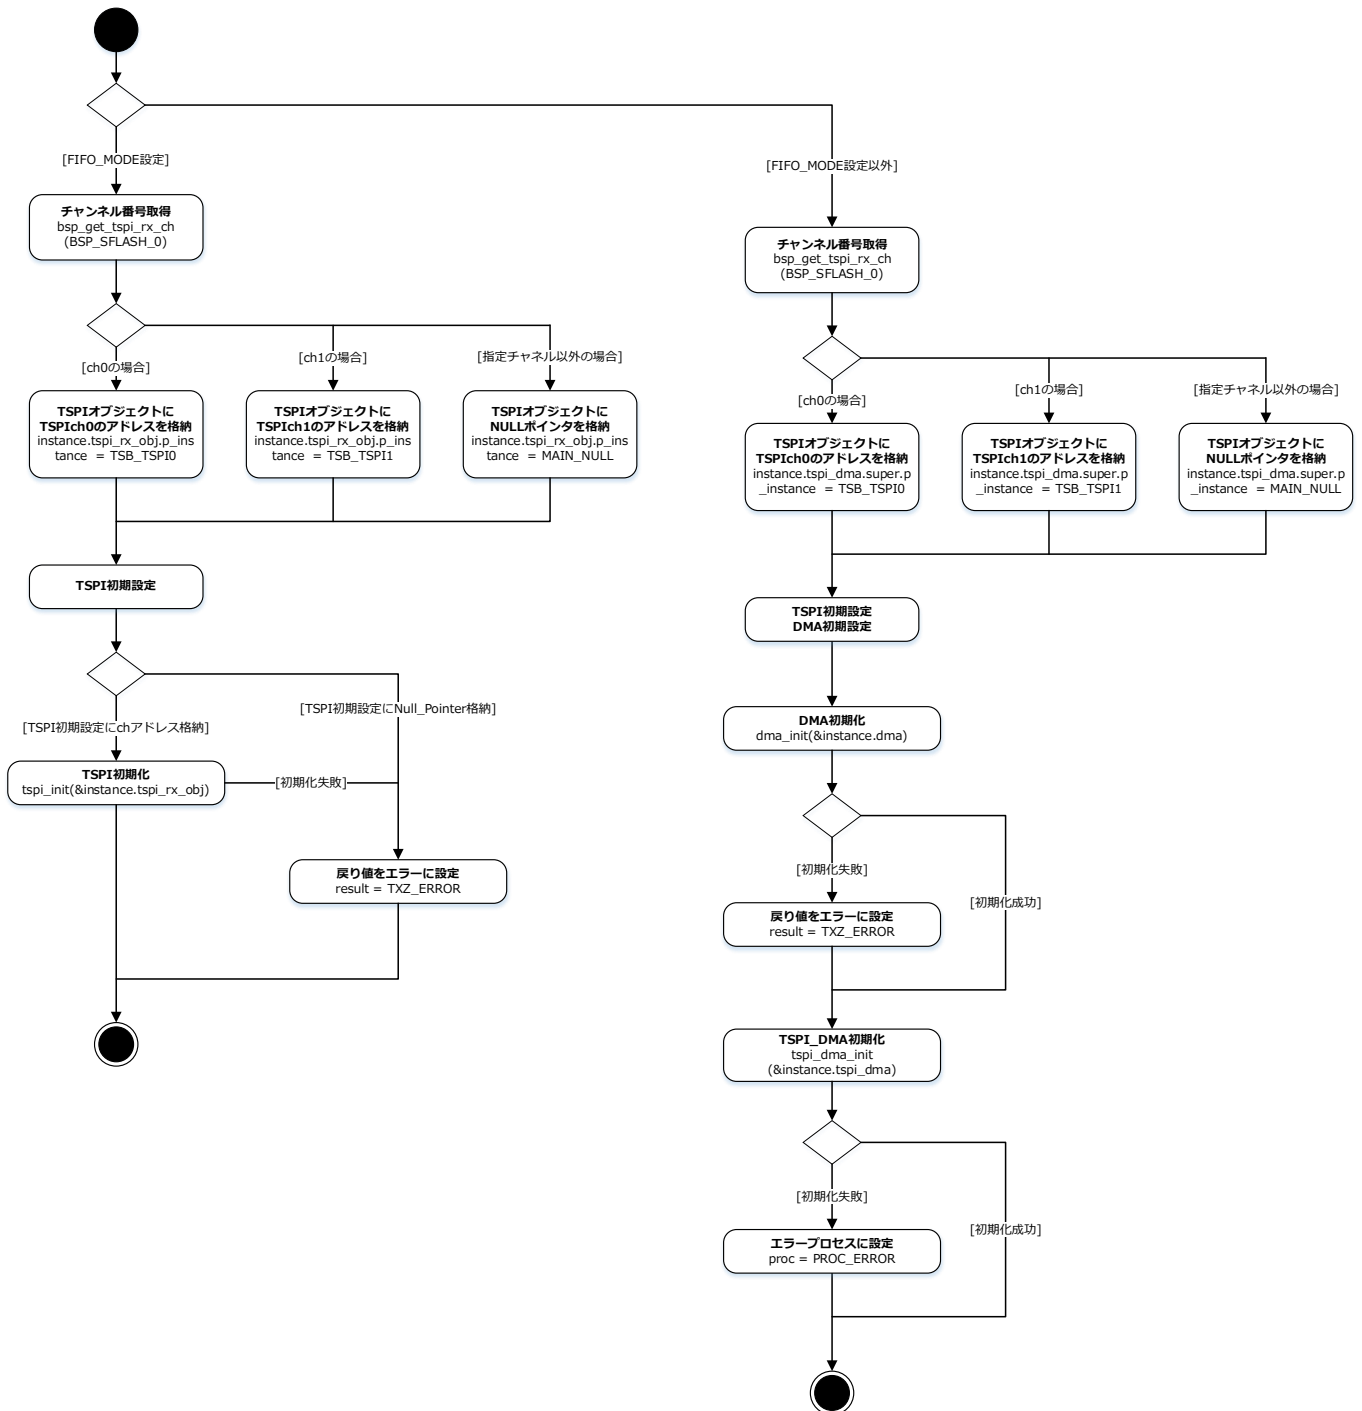 [FIFO_MODE設定]
チャンネル番号取得
bsp_get_tspi_rx_ch
(BSP_SFLASH_0)
[ch0の場合]
[ch1の場合]
[指定チャネル以外の場合]
TSPIオブジェクトに
TSPIch0のアドレスを格納
instance.tspi_rx_obj.p_ins
tance = TSB_TSPI0
TSPIオブジェクトに
TSPIch1のアドレスを格納
instance.tspi_rx_obj.p_ins
tance = TSB_TSPI1
TSPIオブジェクトに
NULLポインタを格納
instance.tspi_rx_obj.p_ins
tance = MAIN_NULL
TSPI初期設定
[TSPI初期設定にchアドレス格納]
[TSPI初期設定にNull_Pointer格納]
TSPI初期化
tspi_init(&instance.tspi_rx_obj)
[初期化失敗]
戻り値をエラーに設定
result = TXZ_ERROR
[FIFO_MODE設定以外]
チャンネル番号取得
bsp_get_tspi_rx_ch
(BSP_SFLASH_0)
[ch0の場合]
[ch1の場合]
[指定チャネル以外の場合]
TSPIオブジェクトに
TSPIch0のアドレスを格納
instance.tspi_dma.super.p
_instance = TSB_TSPI0
TSPIオブジェクトに
TSPIch1のアドレスを格納
instance.tspi_dma.super.p
_instance = TSB_TSPI1
TSPIオブジェクトに
NULLポインタを格納
instance.tspi_dma.super.p
_instance = MAIN_NULL
TSPI初期設定
DMA初期設定
DMA初期化
dma_init(&instance.dma)
[初期化失敗]
[初期化成功]
戻り値をエラーに設定
result = TXZ_ERROR
TSPI_DMA初期化
tspi_dma_init
(&instance.tspi_dma)
[初期化失敗]
[初期化成功]
エラープロセスに設定
proc = PROC_ERROR